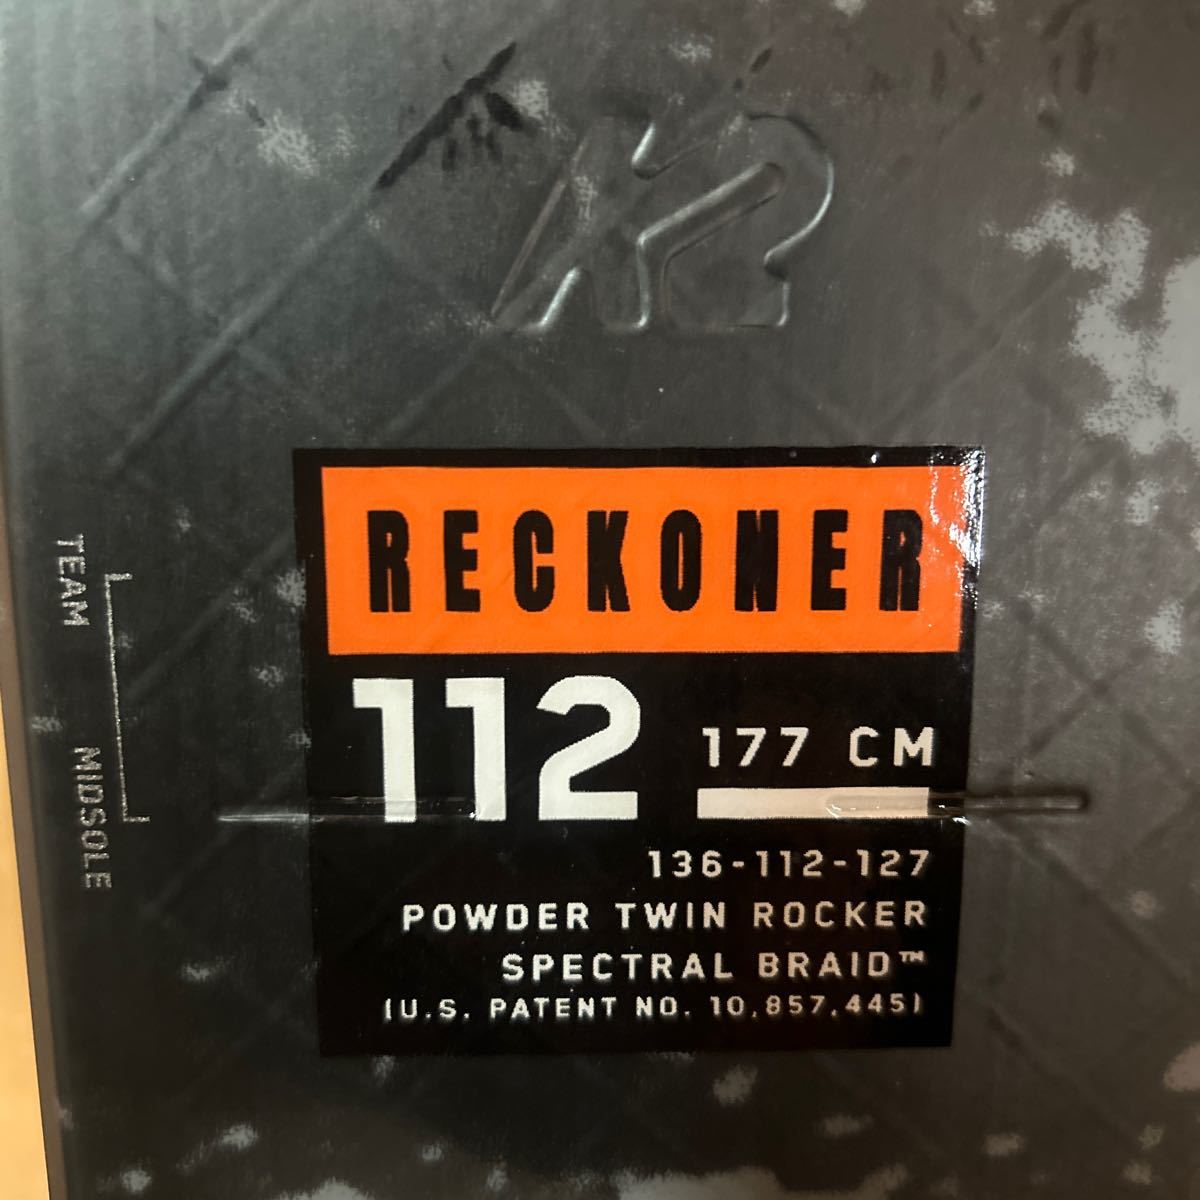 K2
RECKONER
112
177 CM
136-112-127
POWDER TWIN ROCKER
SPECTRAL BRAID™
(U.S. PATENT NO. 10,857,445)
TEAM
MIDSOLE